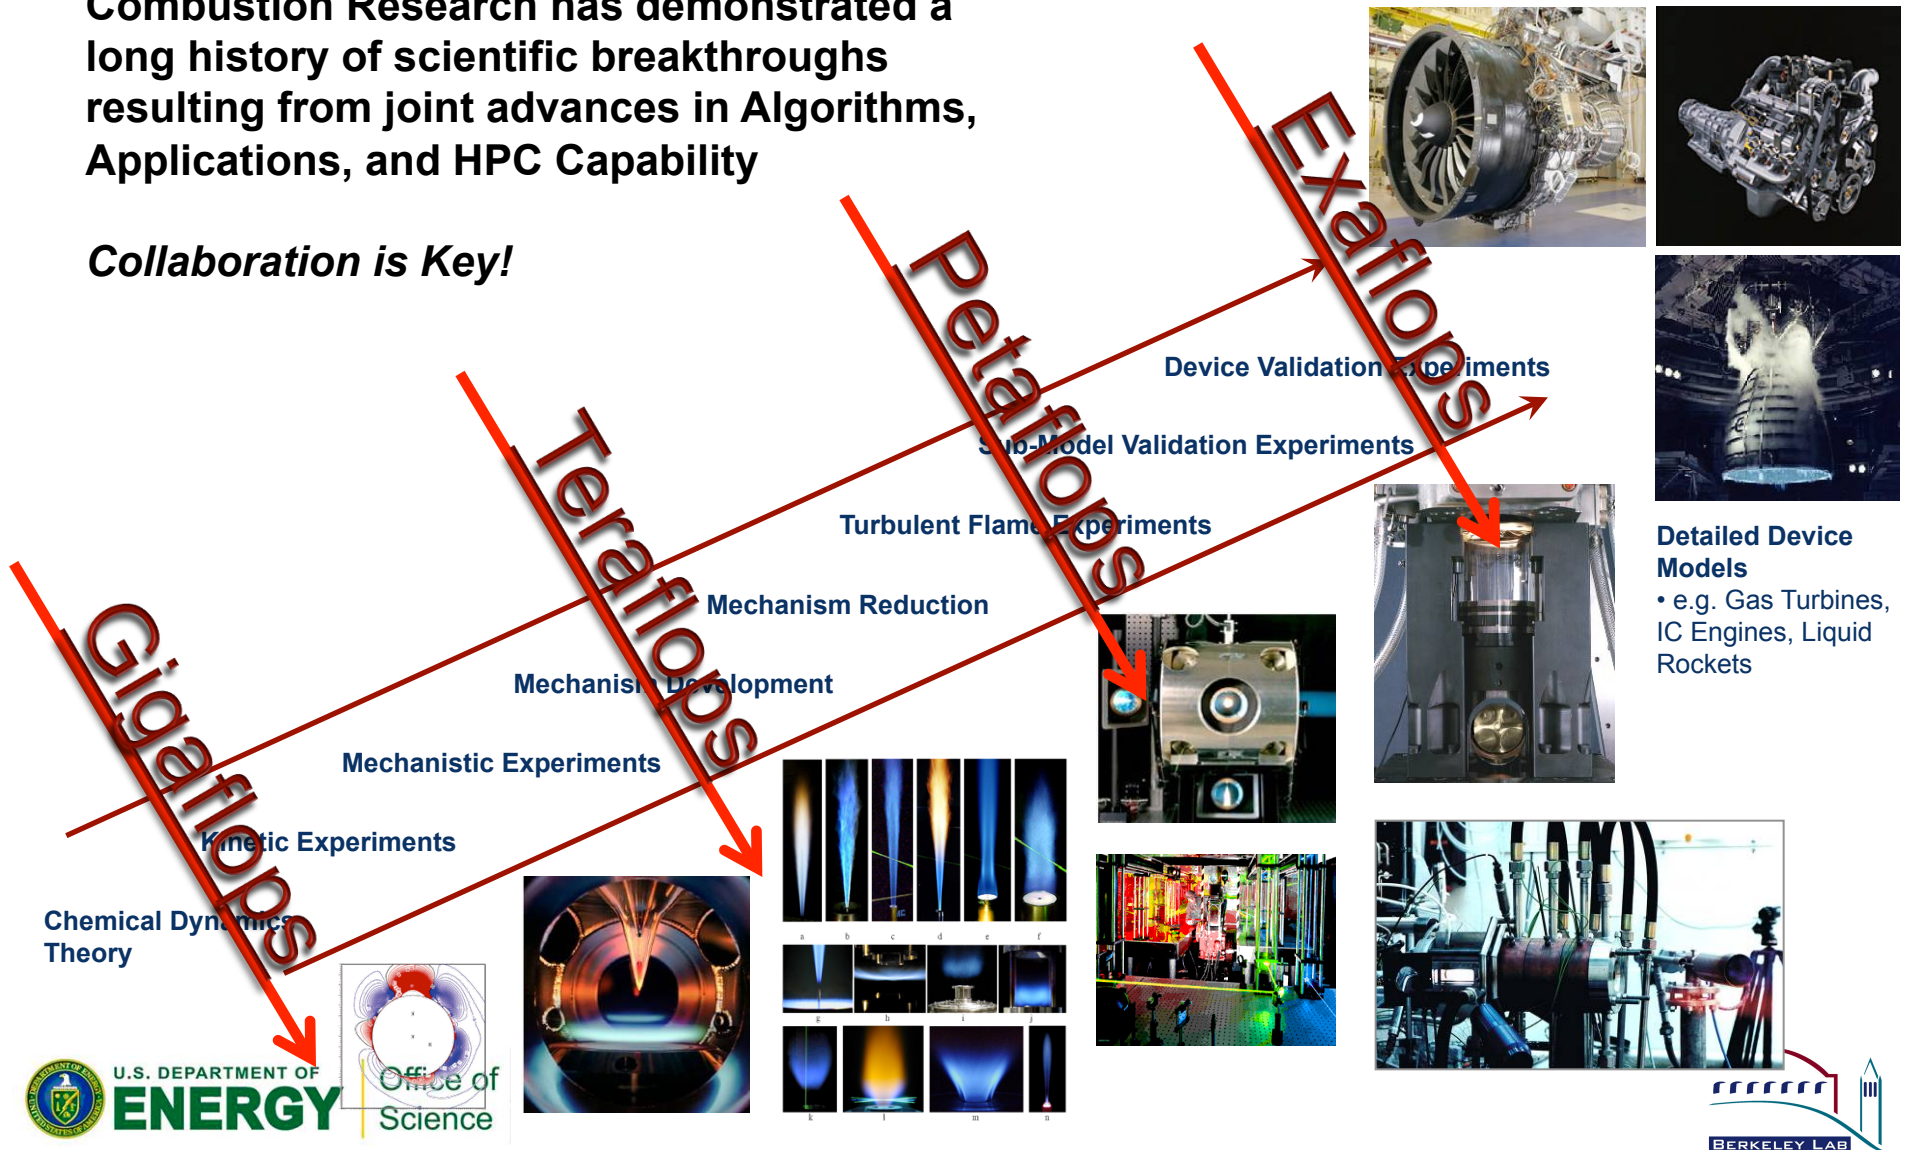 Combustion Research has demonstrated a
long history of scientific breakthroughs
resulting from joint advances in Algorithms,
Applications, and HPC Capability
Collaboration is Key!
Exaflops
Petaflops
Teraflops
Gigaflops
Device Validation Experiments
Sub-Model Validation Experiments
Turbulent Flame Experiments
Mechanism Reduction
Mechanism Development
Mechanistic Experiments
Kinetic Experiments
Chemical Dynamics
Theory
Detailed Device
Models
• e.g. Gas Turbines,
IC Engines, Liquid
Rockets
a b c d e f
g h i j
k l m n
U.S. DEPARTMENT OF
ENERGY
Office of
Science
BERKELEY LAB